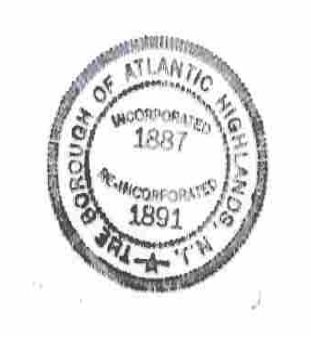 THE BOROUGH OF ATLANTIC HIGHLANDS, N.J.
INCORPORATED
1887
RE-INCORPORATED
1891